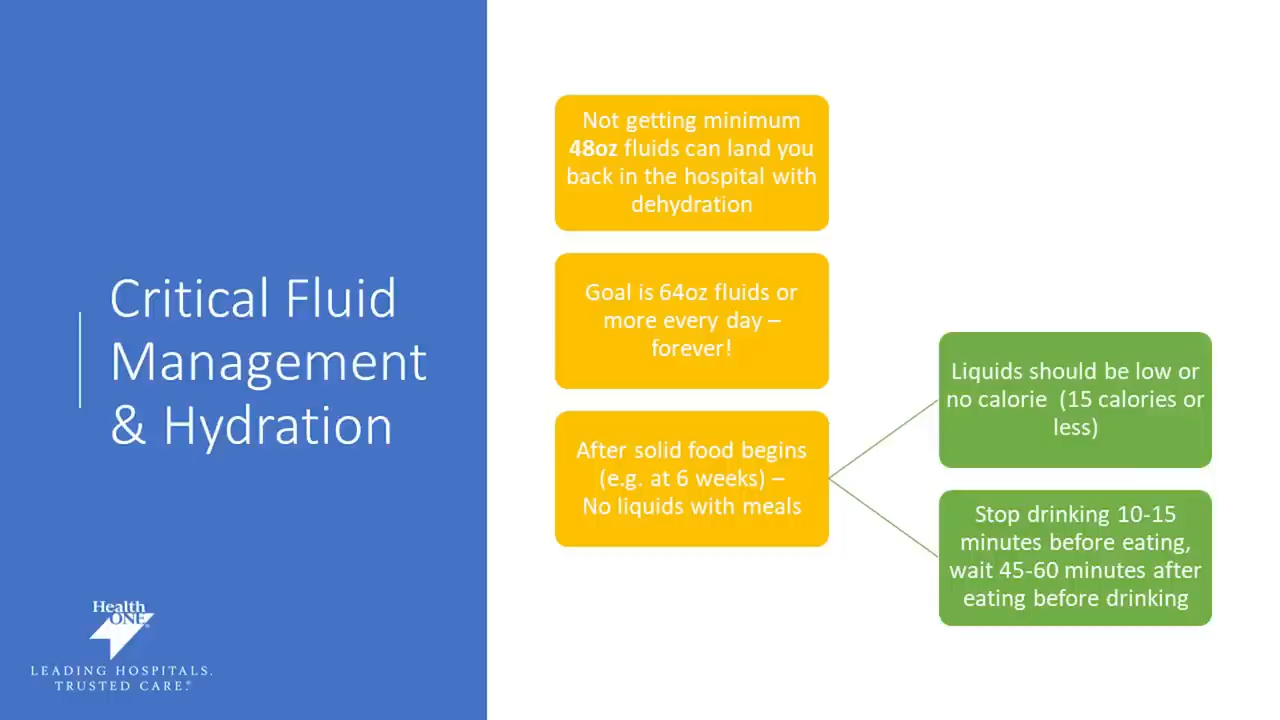 Critical Fluid
Management
& Hydration
Health
ONE
LEADING HOSPITALS.
TRUSTED CARE.®
Not getting minimum
48oz fluids can land you
back in the hospital with
dehydration
Goal is 64oz fluids or
more every day –
forever!
After solid food begins
(e.g. at 6 weeks) –
No liquids with meals
Liquids should be low or
no calorie  (15 calories or
less)
Stop drinking 10-15
minutes before eating,
wait 45-60 minutes after
eating before drinking